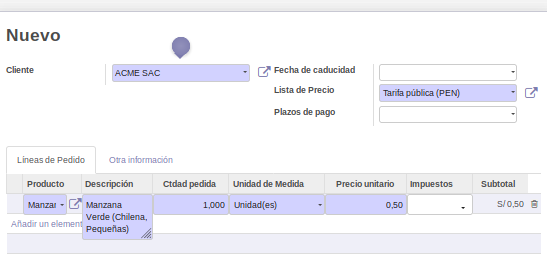 Nuevo
Cliente ACME SAC Fecha de caducidad
Lista de Precio Tarifa pública (PEN)
Plazos de pago
Líneas de Pedido Otra información
Producto Descripción Ctdad pedida Unidad de Medida Precio unitario Impuestos Subtotal
Manzan Manzana 1,000 Unidad(es) 0,50 S/ 0,50
Verde (Chilena,
Pequeñas)
Añadir un element